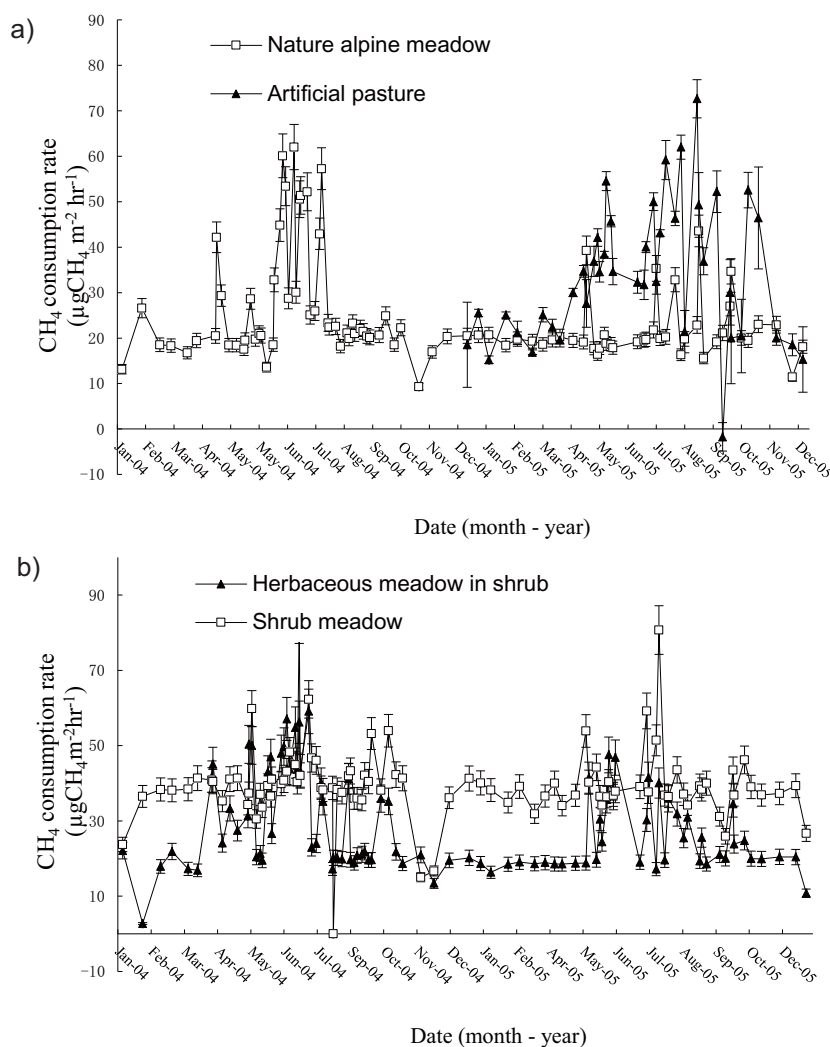 a)
90
80
70
60
50
40
30
20
10
0
−10
Nature alpine meadow
Artificial pasture
CH4 consumption rate
(μgCH4 m-2 hr-1)
Jan-04
Feb-04
Mar-04
Apr-04
May-04
May-04
Jun-04
Jul-04
Aug-04
Sep-04
Oct-04
Nov-04
Dec-04
Jan-05
Feb-05
Mar-05
Apr-05
May-05
Jun-05
Jul-05
Aug-05
Sep-05
Oct-05
Nov-05
Dec-05
Date (month - year)
b)
90
70
50
30
10
−10
Herbaceous meadow in shrub
Shrub meadow
CH4 consumption rate
(μgCH4m-2hr-1)
Jan-04
Feb-04
Mar-04
Apr-04
May-04
Jun-04
Jul-04
Sep-04
Oct-04
Nov-04
Dec-04
Jan-05
Feb-05
Mar-05
May-05
Jun-05
Jul-05
Aug-05
Sep-05
Oct-05
Dec-05
Date (month - year)